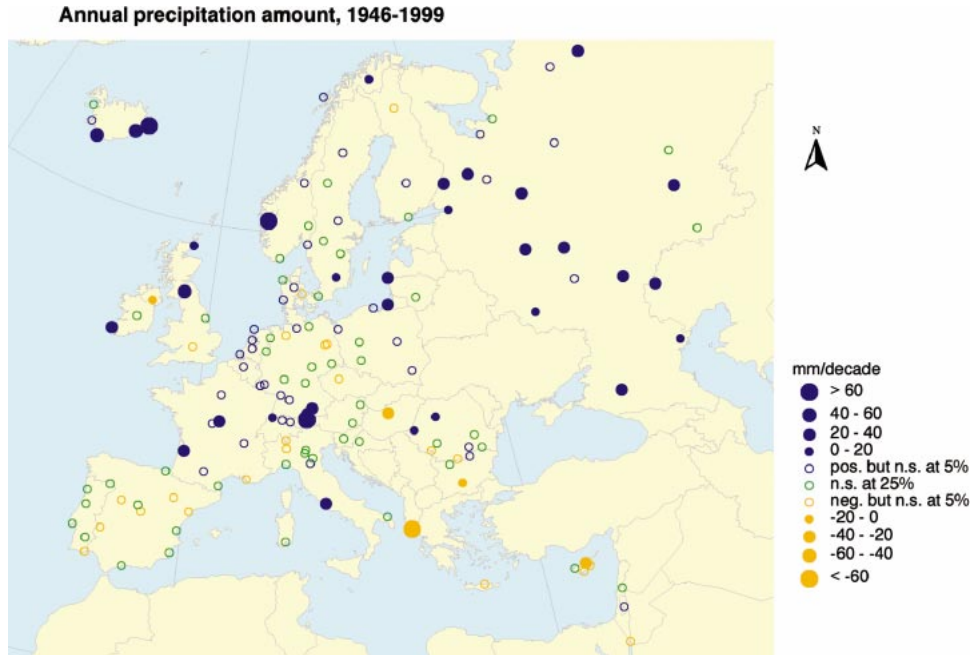 Annual precipitation amount, 1946-1999
N
mm/decade
> 60
40 - 60
20 - 40
0 - 20
pos. but n.s. at 5%
n.s. at 25%
neg. but n.s. at 5%
-20 - 0
-40 - -20
-60 - -40
< -60